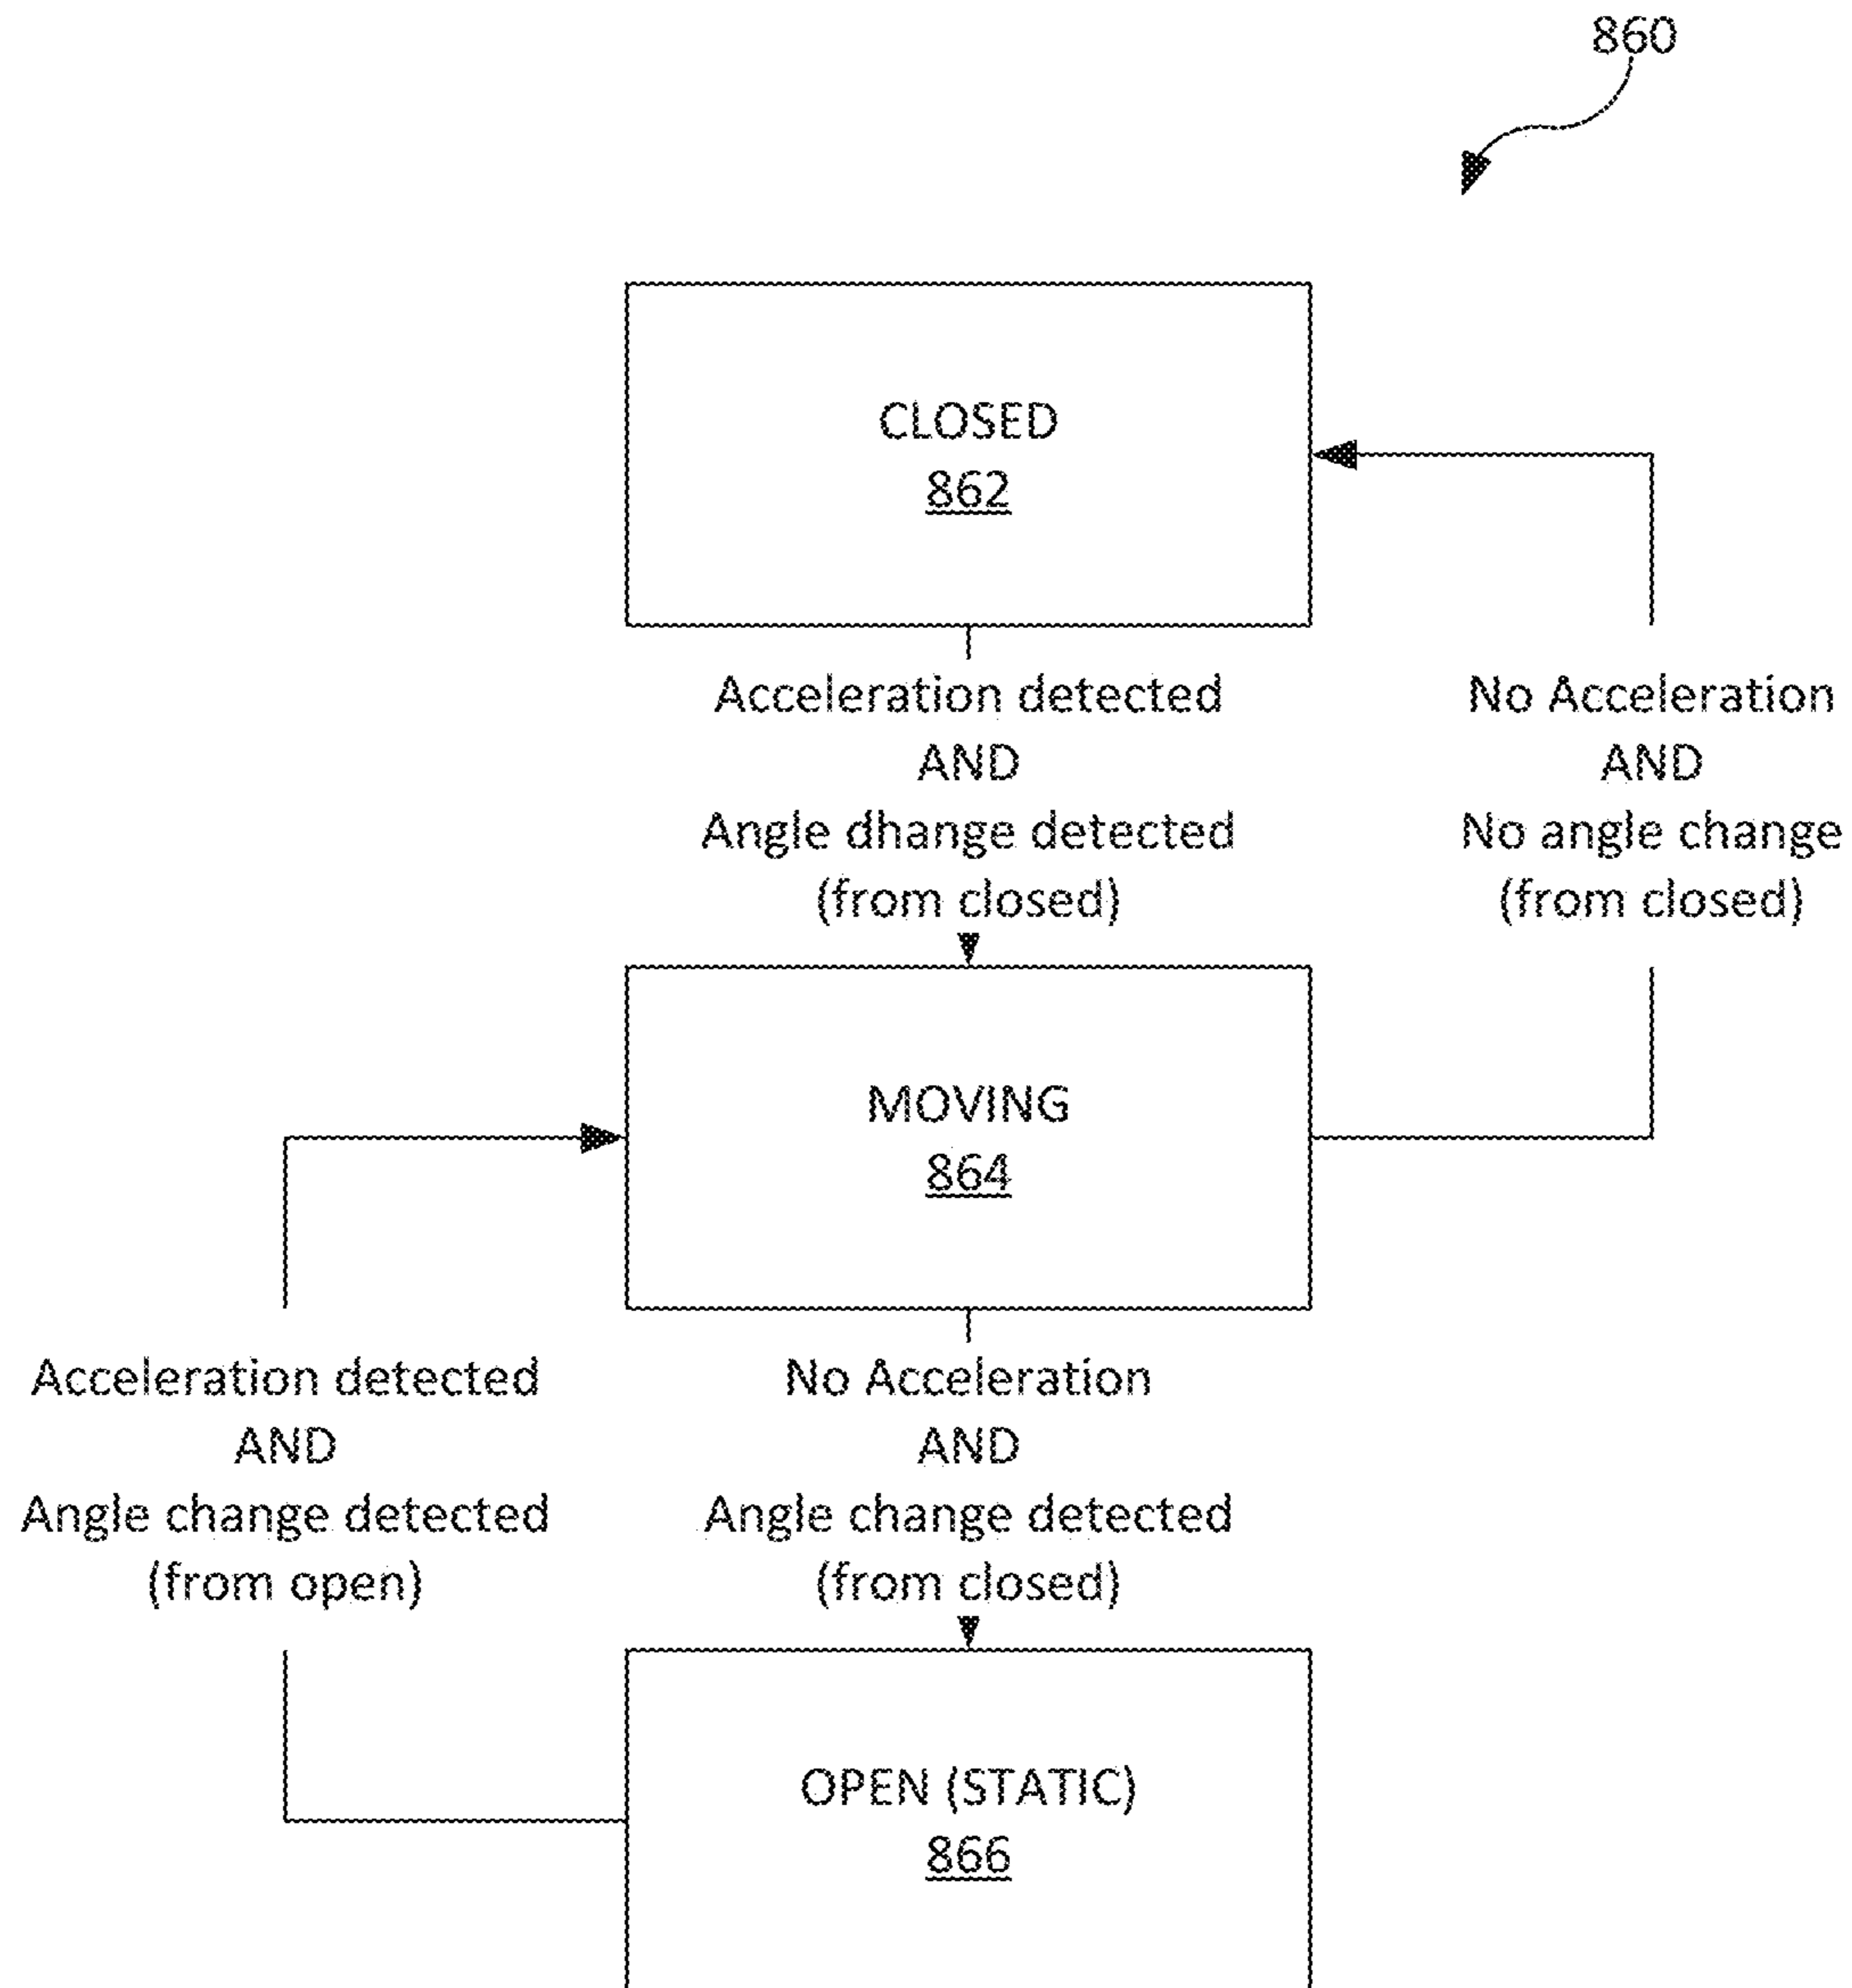 860
CLOSED
862
Acceleration detected
AND
Angle dhange detected
(from closed)
No Acceleration
AND
No angle change
(from closed)
MOVING
864
Acceleration detected
AND
Angle change detected
(from open)
No Acceleration
AND
Angle change detected
(from closed)
OPEN (STATIC)
866